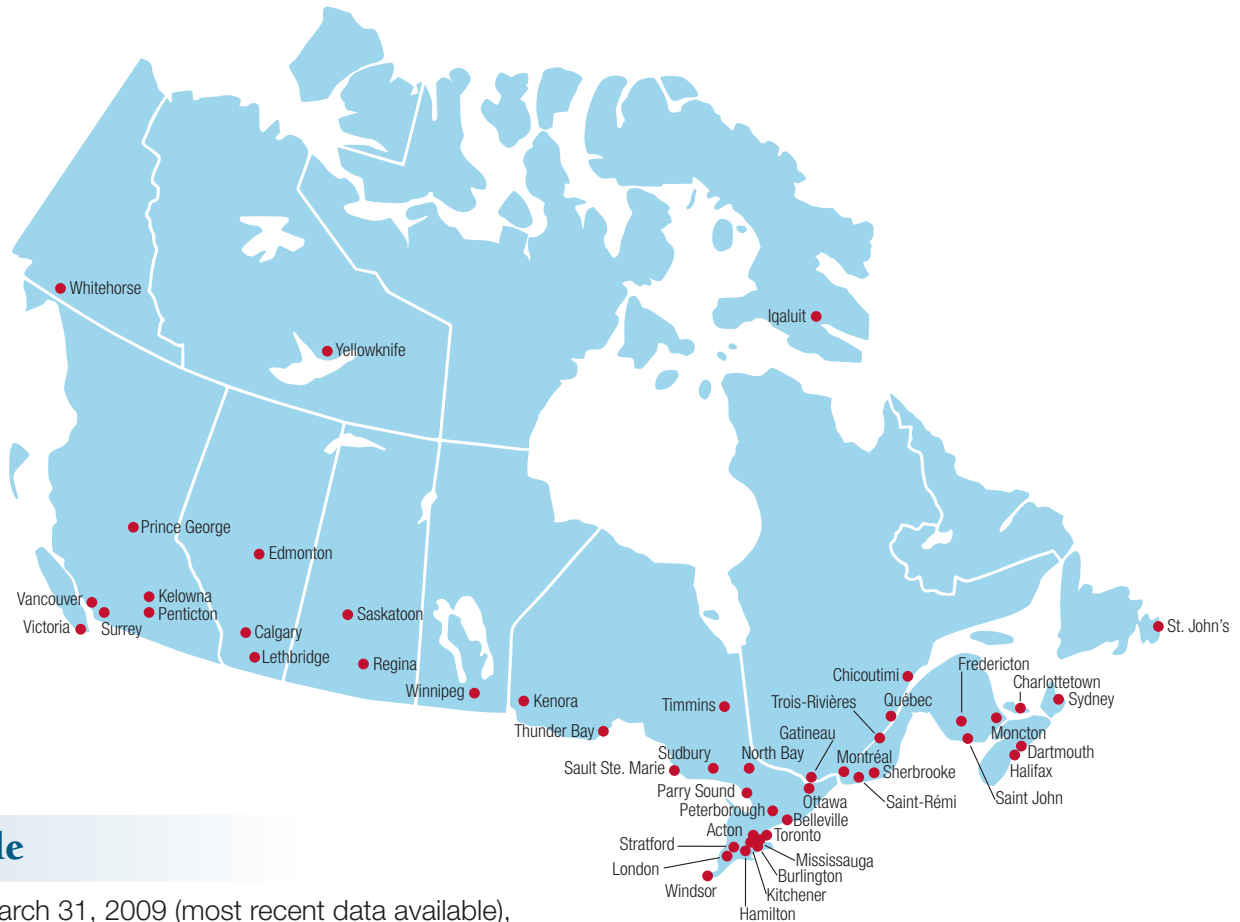 Whitehorse
Iqaluit
Yellowknife
Prince George
Edmonton
Vancouver
Kelowna
Penticton
Saskatoon
Victoria
Surrey
Calgary
St. John's
Lethbridge
Regina
Fredericton
Chicoutimi
Charlottetown
Winnipeg
Kenora
Timmins
Trois-Rivières
Québec
Sydney
Thunder Bay
Gatineau
Moncton
Sudbury
North Bay
Montréal
Dartmouth
Sault Ste. Marie
Sherbrooke
Halifax
Parry Sound
Ottawa
Saint-Rémi
Saint John
Peterborough
Belleville
Acton
Toronto
Stratford
Mississauga
London
Burlington
Windsor
Kitchener
Hamilton
le
arch 31, 2009 (most recent data available),